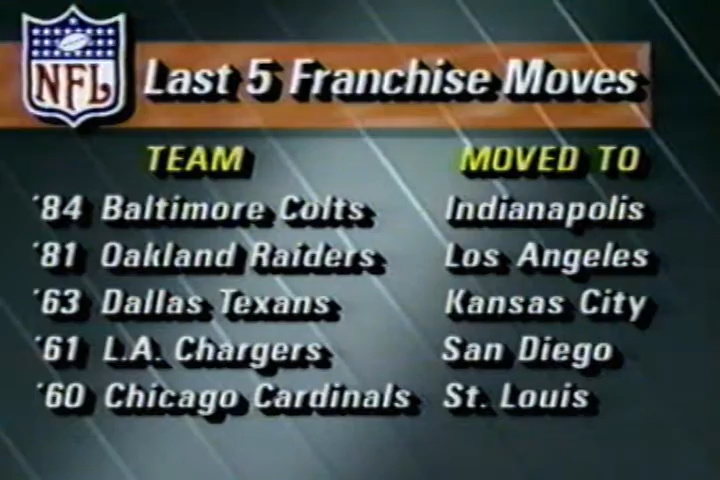 NFL
Last 5 Franchise Moves
TEAM MOVED TO
'84 Baltimore Colts Indianapolis
'81 Oakland Raiders Los Angeles
'63 Dallas Texans Kansas City
'61 L.A. Chargers San Diego
'60 Chicago Cardinals St. Louis